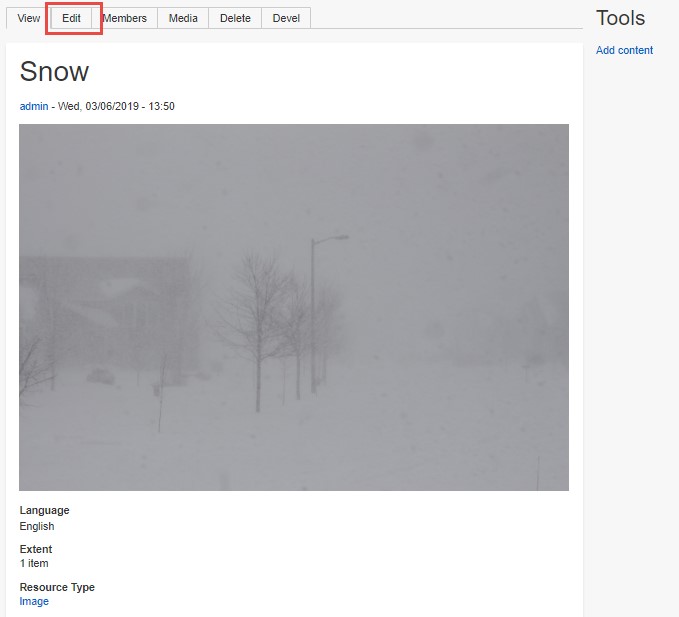 View Edit Members Media Delete Devel
Tools
Add content
Snow
admin - Wed, 03/06/2019 - 13:50
Language
English
Extent
1 item
Resource Type
Image